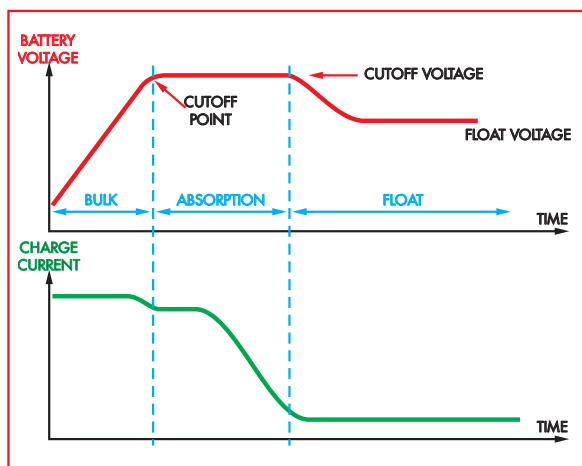 BATTERY
VOLTAGE
CUTOFF VOLTAGE
CUTOFF
POINT
FLOAT VOLTAGE
BULK
ABSORPTION
FLOAT
TIME
CHARGE
CURRENT
TIME